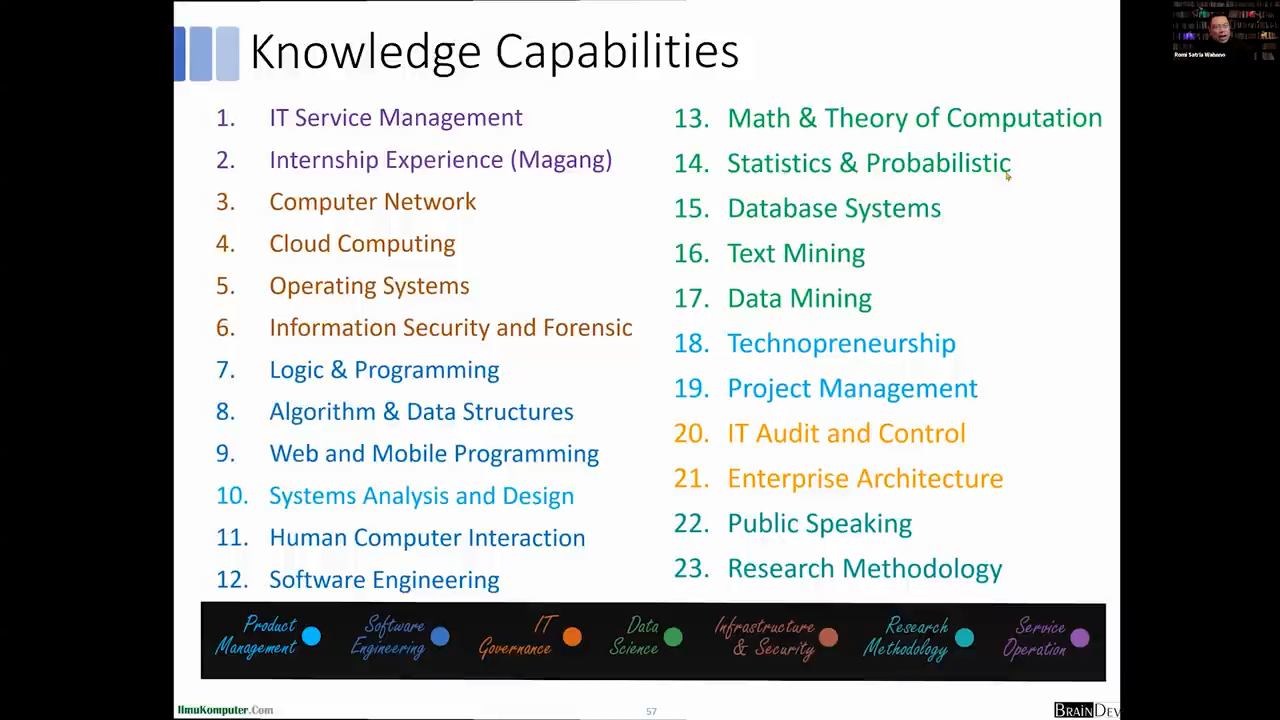 Knowledge Capabilities
1. IT Service Management
2. Internship Experience (Magang)
3. Computer Network
4. Cloud Computing
5. Operating Systems
6. Information Security and Forensic
7. Logic & Programming
8. Algorithm & Data Structures
9. Web and Mobile Programming
10. Systems Analysis and Design
11. Human Computer Interaction
12. Software Engineering
13. Math & Theory of Computation
14. Statistics & Probabilistic
15. Database Systems
16. Text Mining
17. Data Mining
18. Technopreneurship
19. Project Management
20. IT Audit and Control
21. Enterprise Architecture
22. Public Speaking
23. Research Methodology
Product
Management
Software
Engineering
IT
Governance
Data
Science
Infrastructure
& Security
Research
Methodology
Service
Operation
IlmuKomputer.Com
57
BRAINDEV
Romi Satria Wahono